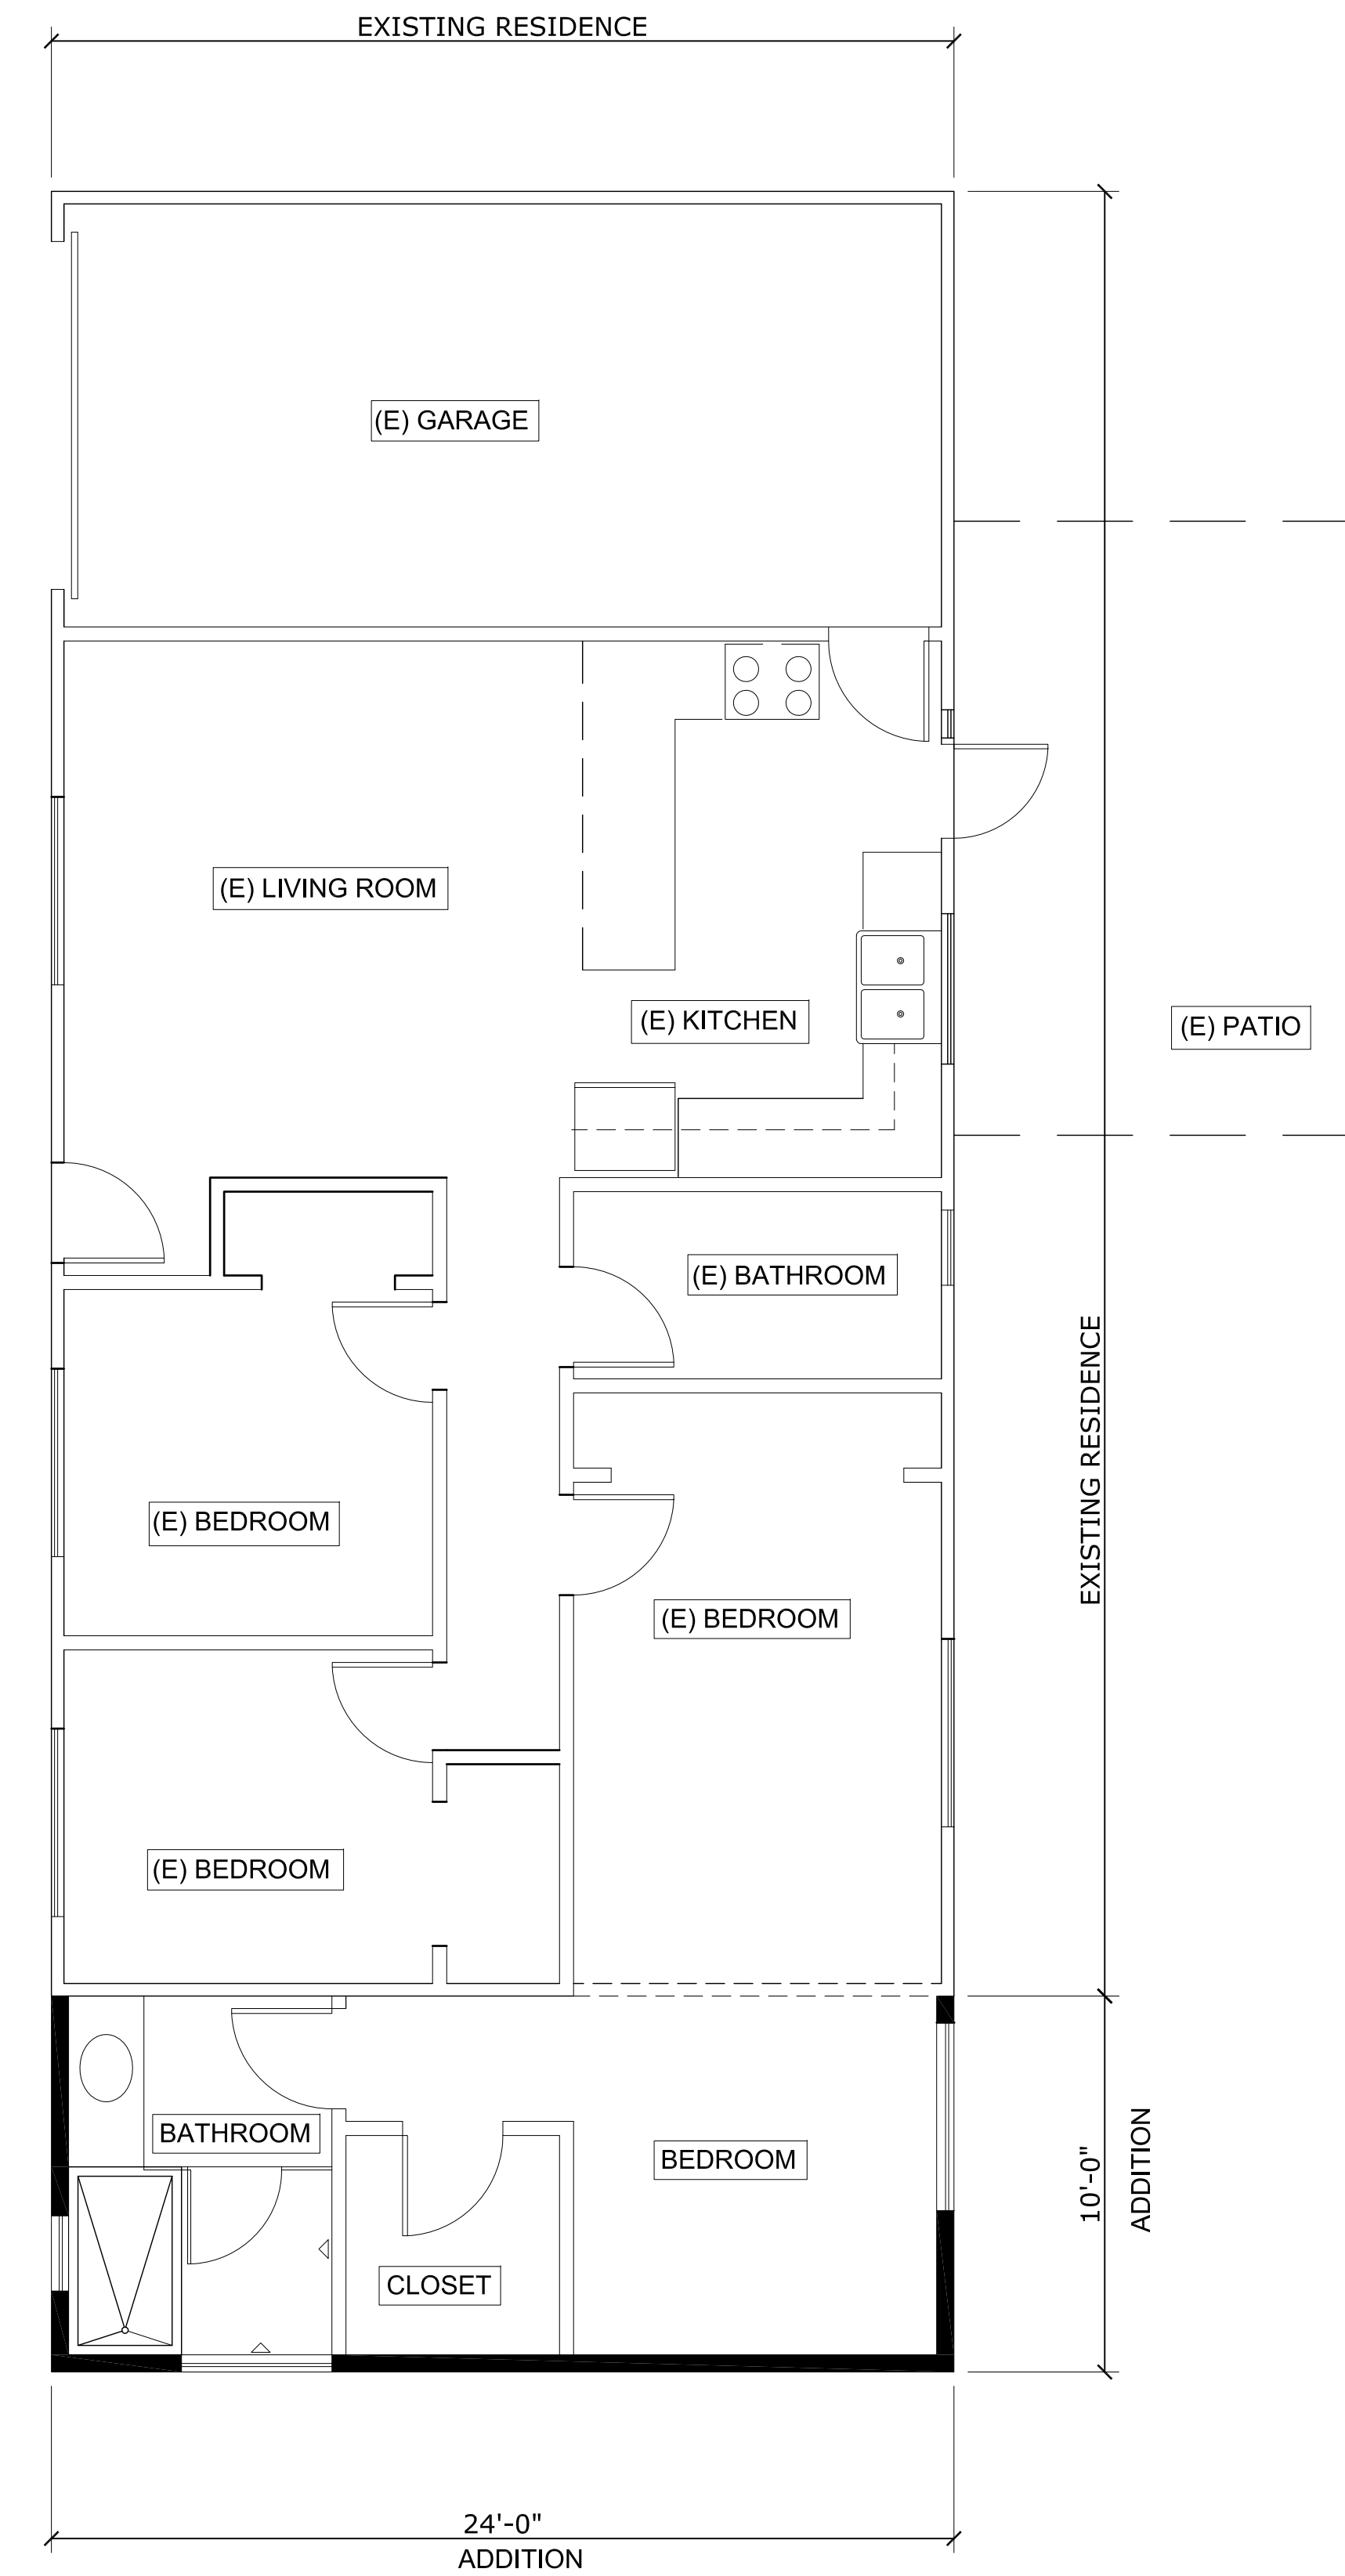 EXISTING RESIDENCE
(E) GARAGE
(E) LIVING ROOM
(E) KITCHEN
(E) PATIO
(E) BATHROOM
EXISTING RESIDENCE
(E) BEDROOM
(E) BEDROOM
(E) BEDROOM
BATHROOM
BEDROOM
10'-0"
ADDITION
CLOSET
24'-0"
ADDITION